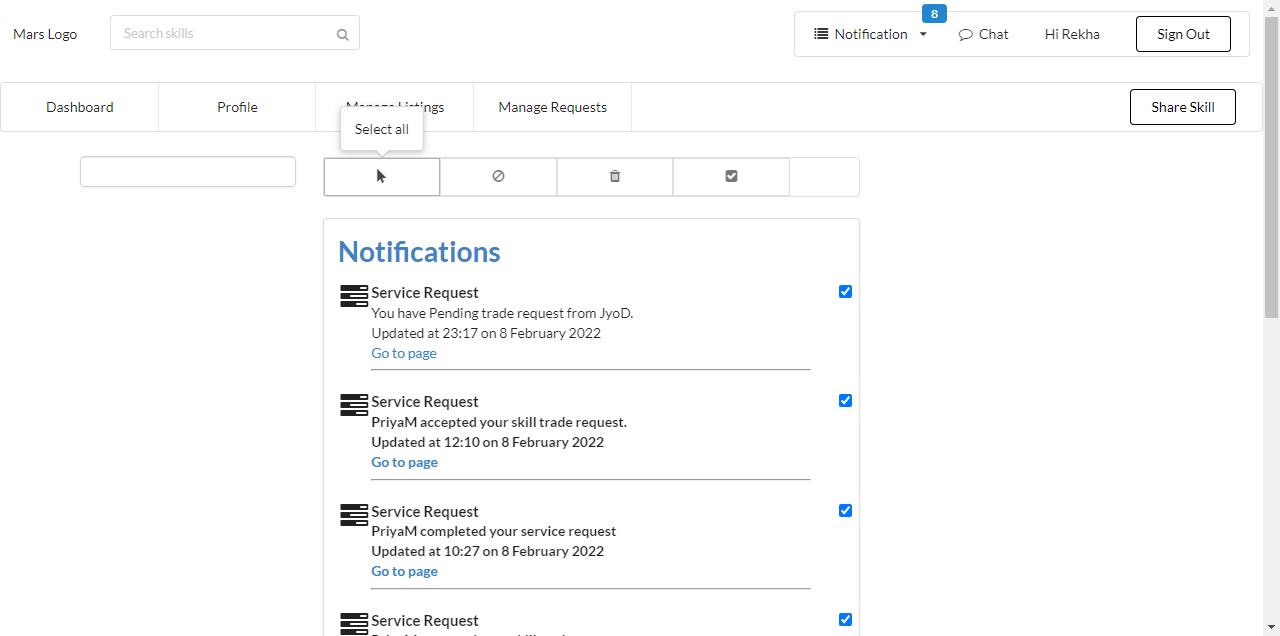 8
Mars Logo
Search skills
Notification
Chat
Hi Rekha
Sign Out
Dashboard
Profile
Manage Listings
Manage Requests
Share Skill
Select all
Notifications
Service Request
You have Pending trade request from JyoD.
Updated at 23:17 on 8 February 2022
Go to page
Service Request
PriyaM accepted your skill trade request.
Updated at 12:10 on 8 February 2022
Go to page
Service Request
PriyaM completed your service request
Updated at 10:27 on 8 February 2022
Go to page
Service Request